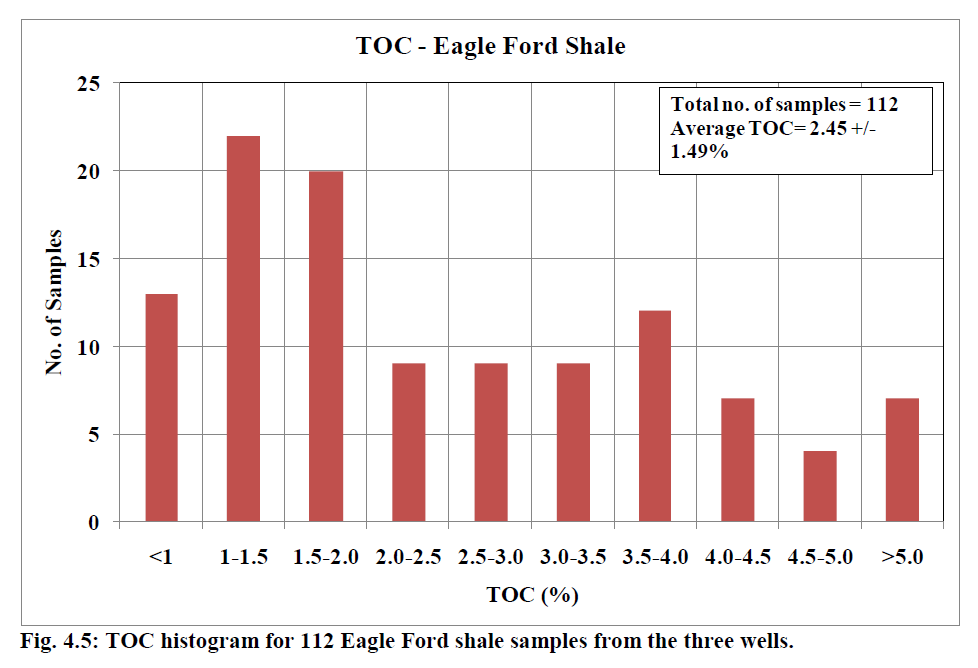 TOC - Eagle Ford Shale
Total no. of samples = 112
Average TOC= 2.45 +/-
1.49%
25
20
15
10
5
0
No. of Samples
<1 1-1.5 1.5-2.0 2.0-2.5 2.5-3.0 3.0-3.5 3.5-4.0 4.0-4.5 4.5-5.0 >5.0
TOC (%)
Fig. 4.5: TOC histogram for 112 Eagle Ford shale samples from the three wells.